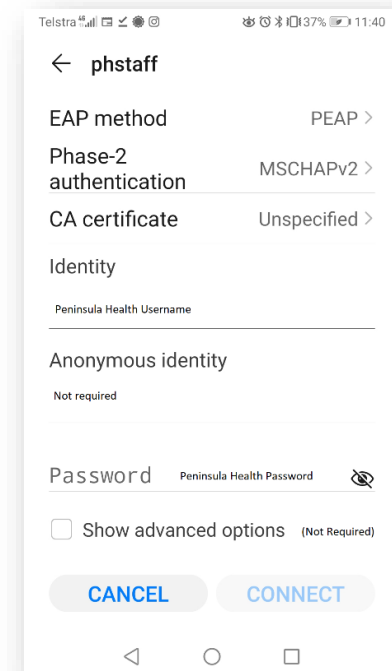 Telstra 37% 11:40
← phstaff
EAP method PEAP >
Phase-2
authentication MSCHAPv2 >
CA certificate Unspecified >
Identity
Peninsula Health Username
Anonymous identity
Not required
Password Peninsula Health Password
Show advanced options (Not Required)
CANCEL CONNECT